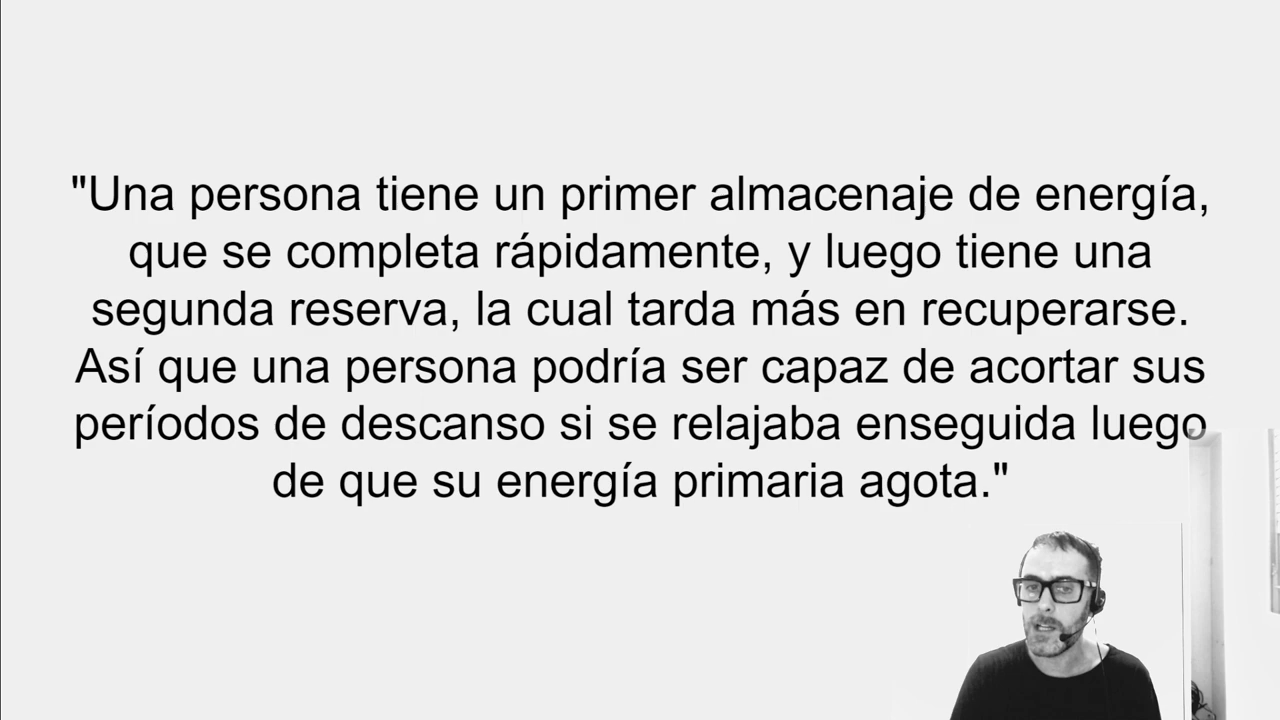 "Una persona tiene un primer almacenaje de energía,
que se completa rápidamente, y luego tiene una
segunda reserva, la cual tarda más en recuperarse.
Así que una persona podría ser capaz de acortar sus
períodos de descanso si se relajaba enseguida luego
de que su energía primaria agota."